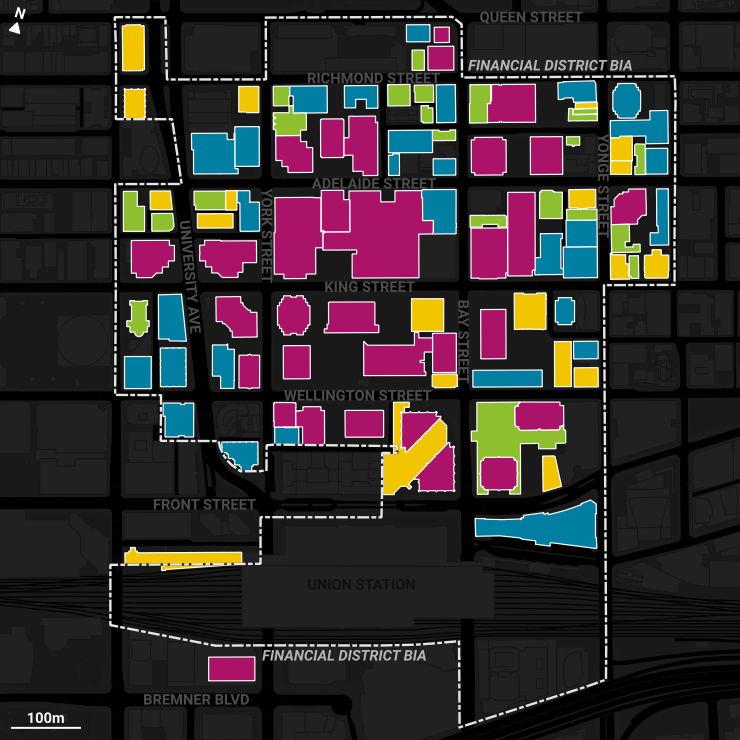 N
QUEEN STREET
FINANCIAL DISTRICT BIA
RICHMOND STREET
YONGE STREET
ADELAIDE STREET
YORK STREET
UNIVERSITY AVE
KING STREET
BAY STREET
WELLINGTON STREET
FRONT STREET
UNION STATION
FINANCIAL DISTRICT BIA
BREMNER BLVD
100m